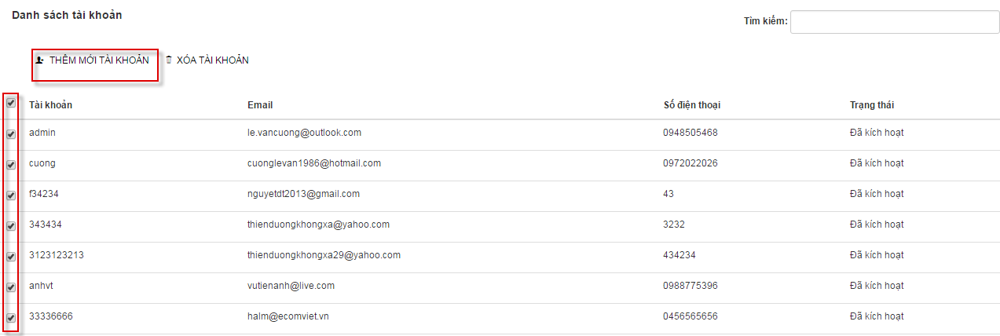 Danh sách tài khoản
Tìm kiếm:
THÊM MỚI TÀI KHOẢN XÓA TÀI KHOẢN
Tài khoản Email Số điện thoại Trạng thái
admin le.vancuong@outlook.com 0948505468 Đã kích hoạt
cuong cuonglevan1986@hotmail.com 0972022026 Đã kích hoạt
f34234 nguyetdt2013@gmail.com 43 Đã kích hoạt
343434 thienduongkhongxa@yahoo.com 3232 Đã kích hoạt
3123123213 thienduongkhongxa29@yahoo.com 434234 Đã kích hoạt
anhvt vutienanh@live.com 0988775396 Đã kích hoạt
33336666 halm@ecomviet.vn 0456565656 Đã kích hoạt